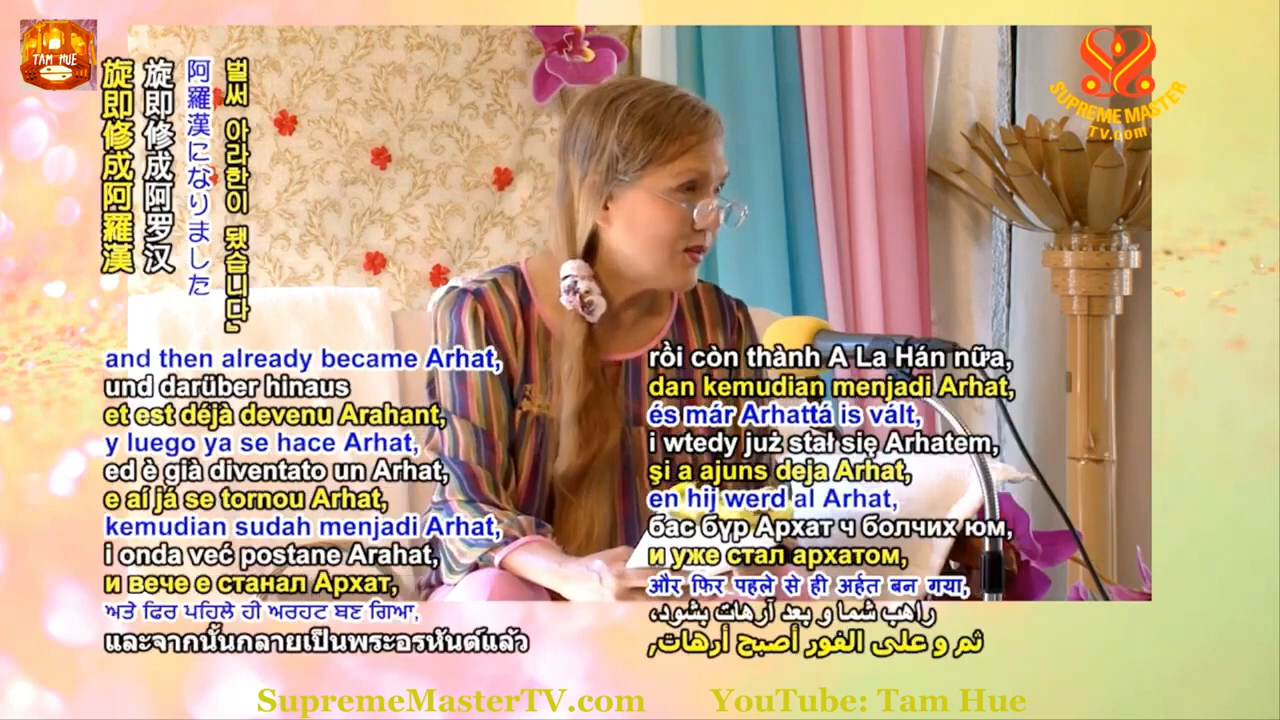 TAM HUE
SUPREME MASTER
TV.com
旋即修成阿羅漢
旋即修成阿罗汉
阿羅漢になりました
벌써 아라한이 됐습니다」
and then already became Arhat,
und darüber hinaus
et est déjà devenu Arahant,
y luego ya se hace Arhat,
ed è già diventato un Arhat,
e aí já se tornou Arhat,
kemudian sudah menjadi Arhat,
i onda već postane Arahat,
и вече е станал Архат,
ਅਤੇ ਫਿਰ ਪਹਿਲੇ ਹੀ ਅਰਹਟ ਬਣ ਗਿਆ,
และจากนั้นกลายเป็นพระอรหันต์แล้ว
rồi còn thành A La Hán nữa,
dan kemudian menjadi Arhat,
és már Arhattá is vált,
i wtedy już stał się Arhatem,
şi a ajuns deja Arhat,
en hij werd al Arhat,
бас бүр Архат ч болчих юм,
и уже стал архатом,
और फिर पहले से ही अर्हत बन गया,
راهب شما و بعد آرهات بشود،
ثم و على الفور أصبح أرهات,
SupremeMasterTV.com
YouTube: Tam Hue